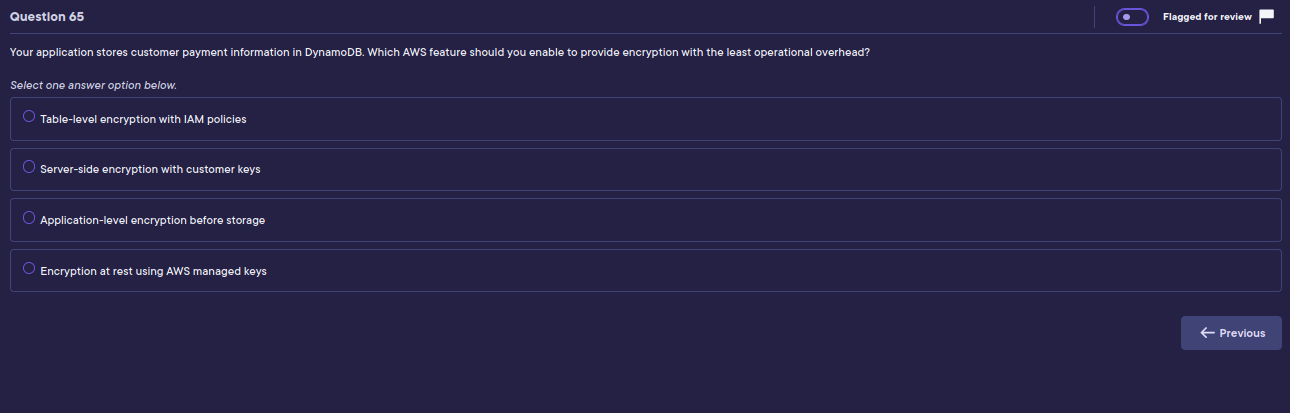 Question 65
Flagged for review
Your application stores customer payment information in DynamoDB. Which AWS feature should you enable to provide encryption with the least operational overhead?
Select one answer option below.
Table-level encryption with IAM policies
Server-side encryption with customer keys
Application-level encryption before storage
Encryption at rest using AWS managed keys
Previous